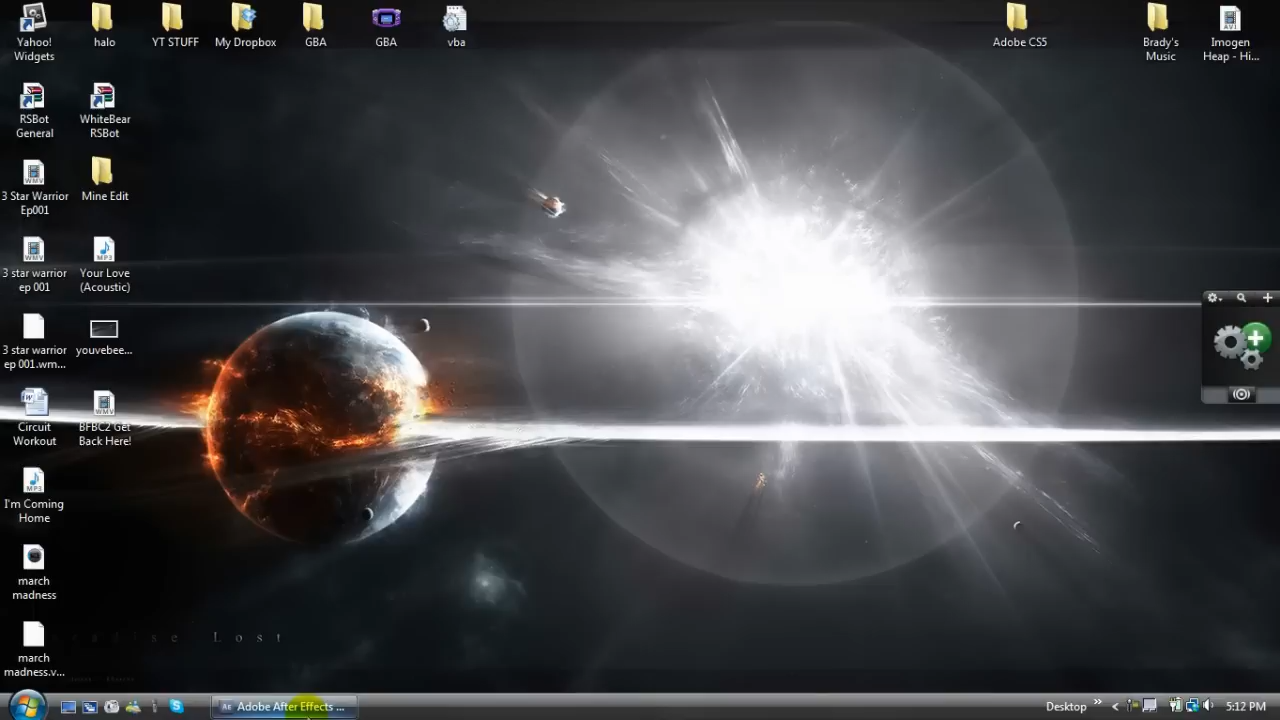 Yahoo!
Widgets
halo
YT STUFF
My Dropbox
GBA
GBA
vba
Adobe CS5
Brady's
Music
Imogen
Heap - Hi...
RSBot
General
WhiteBear
RSBot
3 Star Warrior
Ep001
Mine Edit
3 star warrior
ep 001
Your Love
(Acoustic)
3 star warrior
ep 001.wm...
youvebee...
Circuit
Workout
BFBC2 Get
Back Here!
I'm Coming
Home
march
madness
Lost
march
madness.v...
AE Adobe After Effects ...
Desktop
5:12 PM